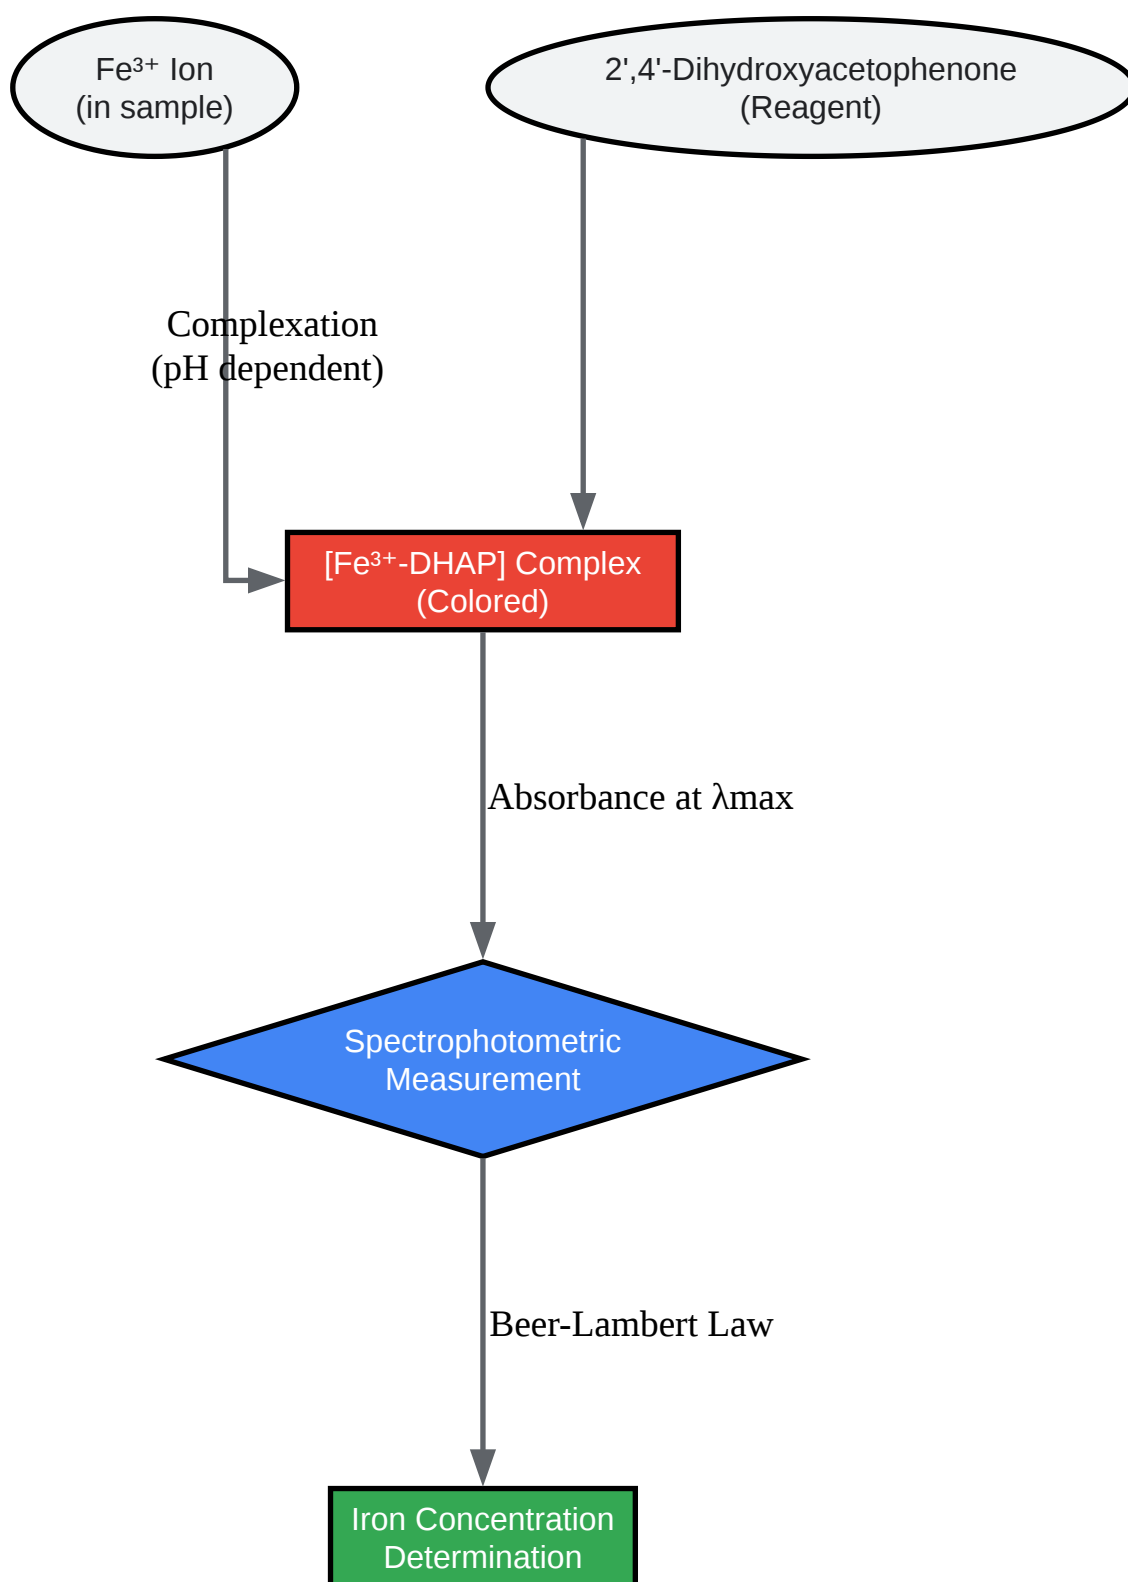 Fe³⁺ Ion
(in sample)
2',4'-Dihydroxyacetophenone
(Reagent)
Complexation
(pH dependent)
[Fe³⁺-DHAP] Complex
(Colored)
Absorbance at λmax
Spectrophotometric
Measurement
Beer-Lambert Law
Iron Concentration
Determination